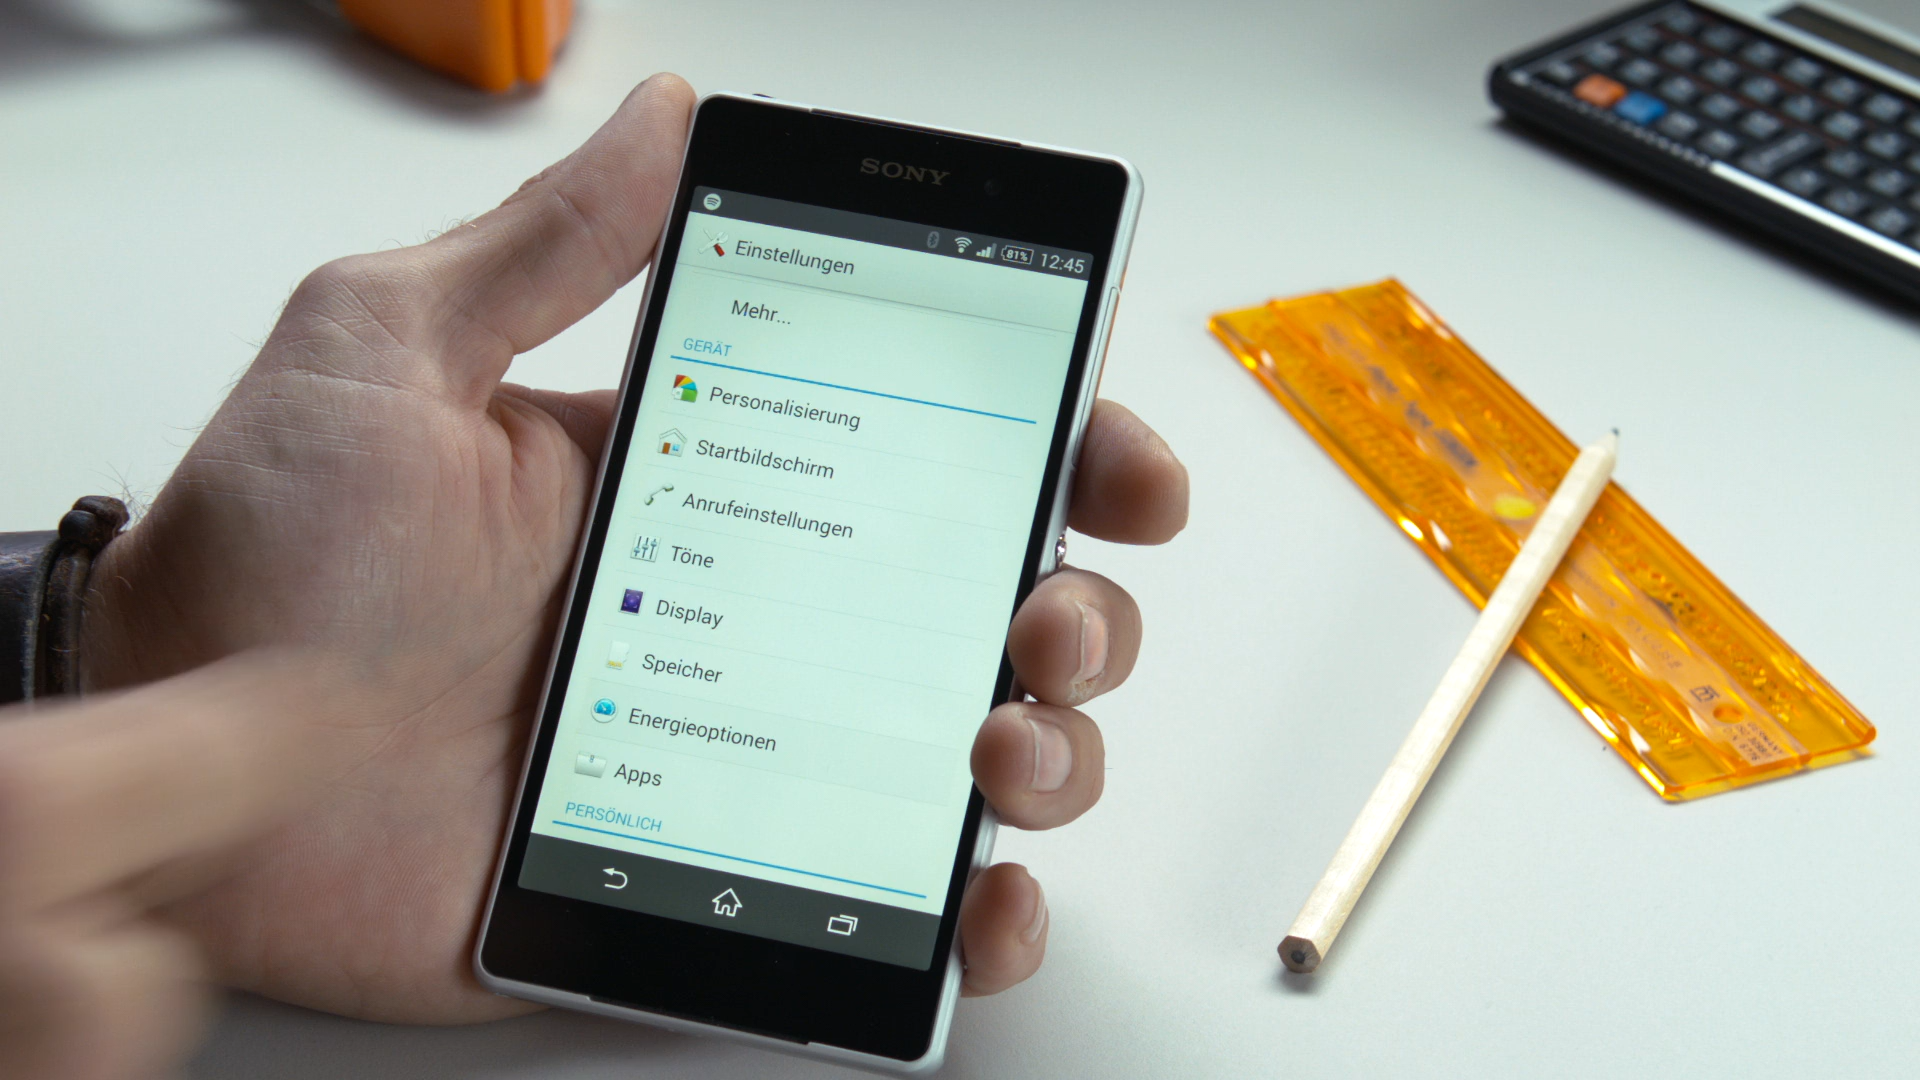 SONY
81% 12:45
Einstellungen
Mehr...
GERÄT
Personalisierung
Startbildschirm
Anrufeinstellungen
Töne
Display
Speicher
Energieoptionen
Apps
PERSÖNLICH